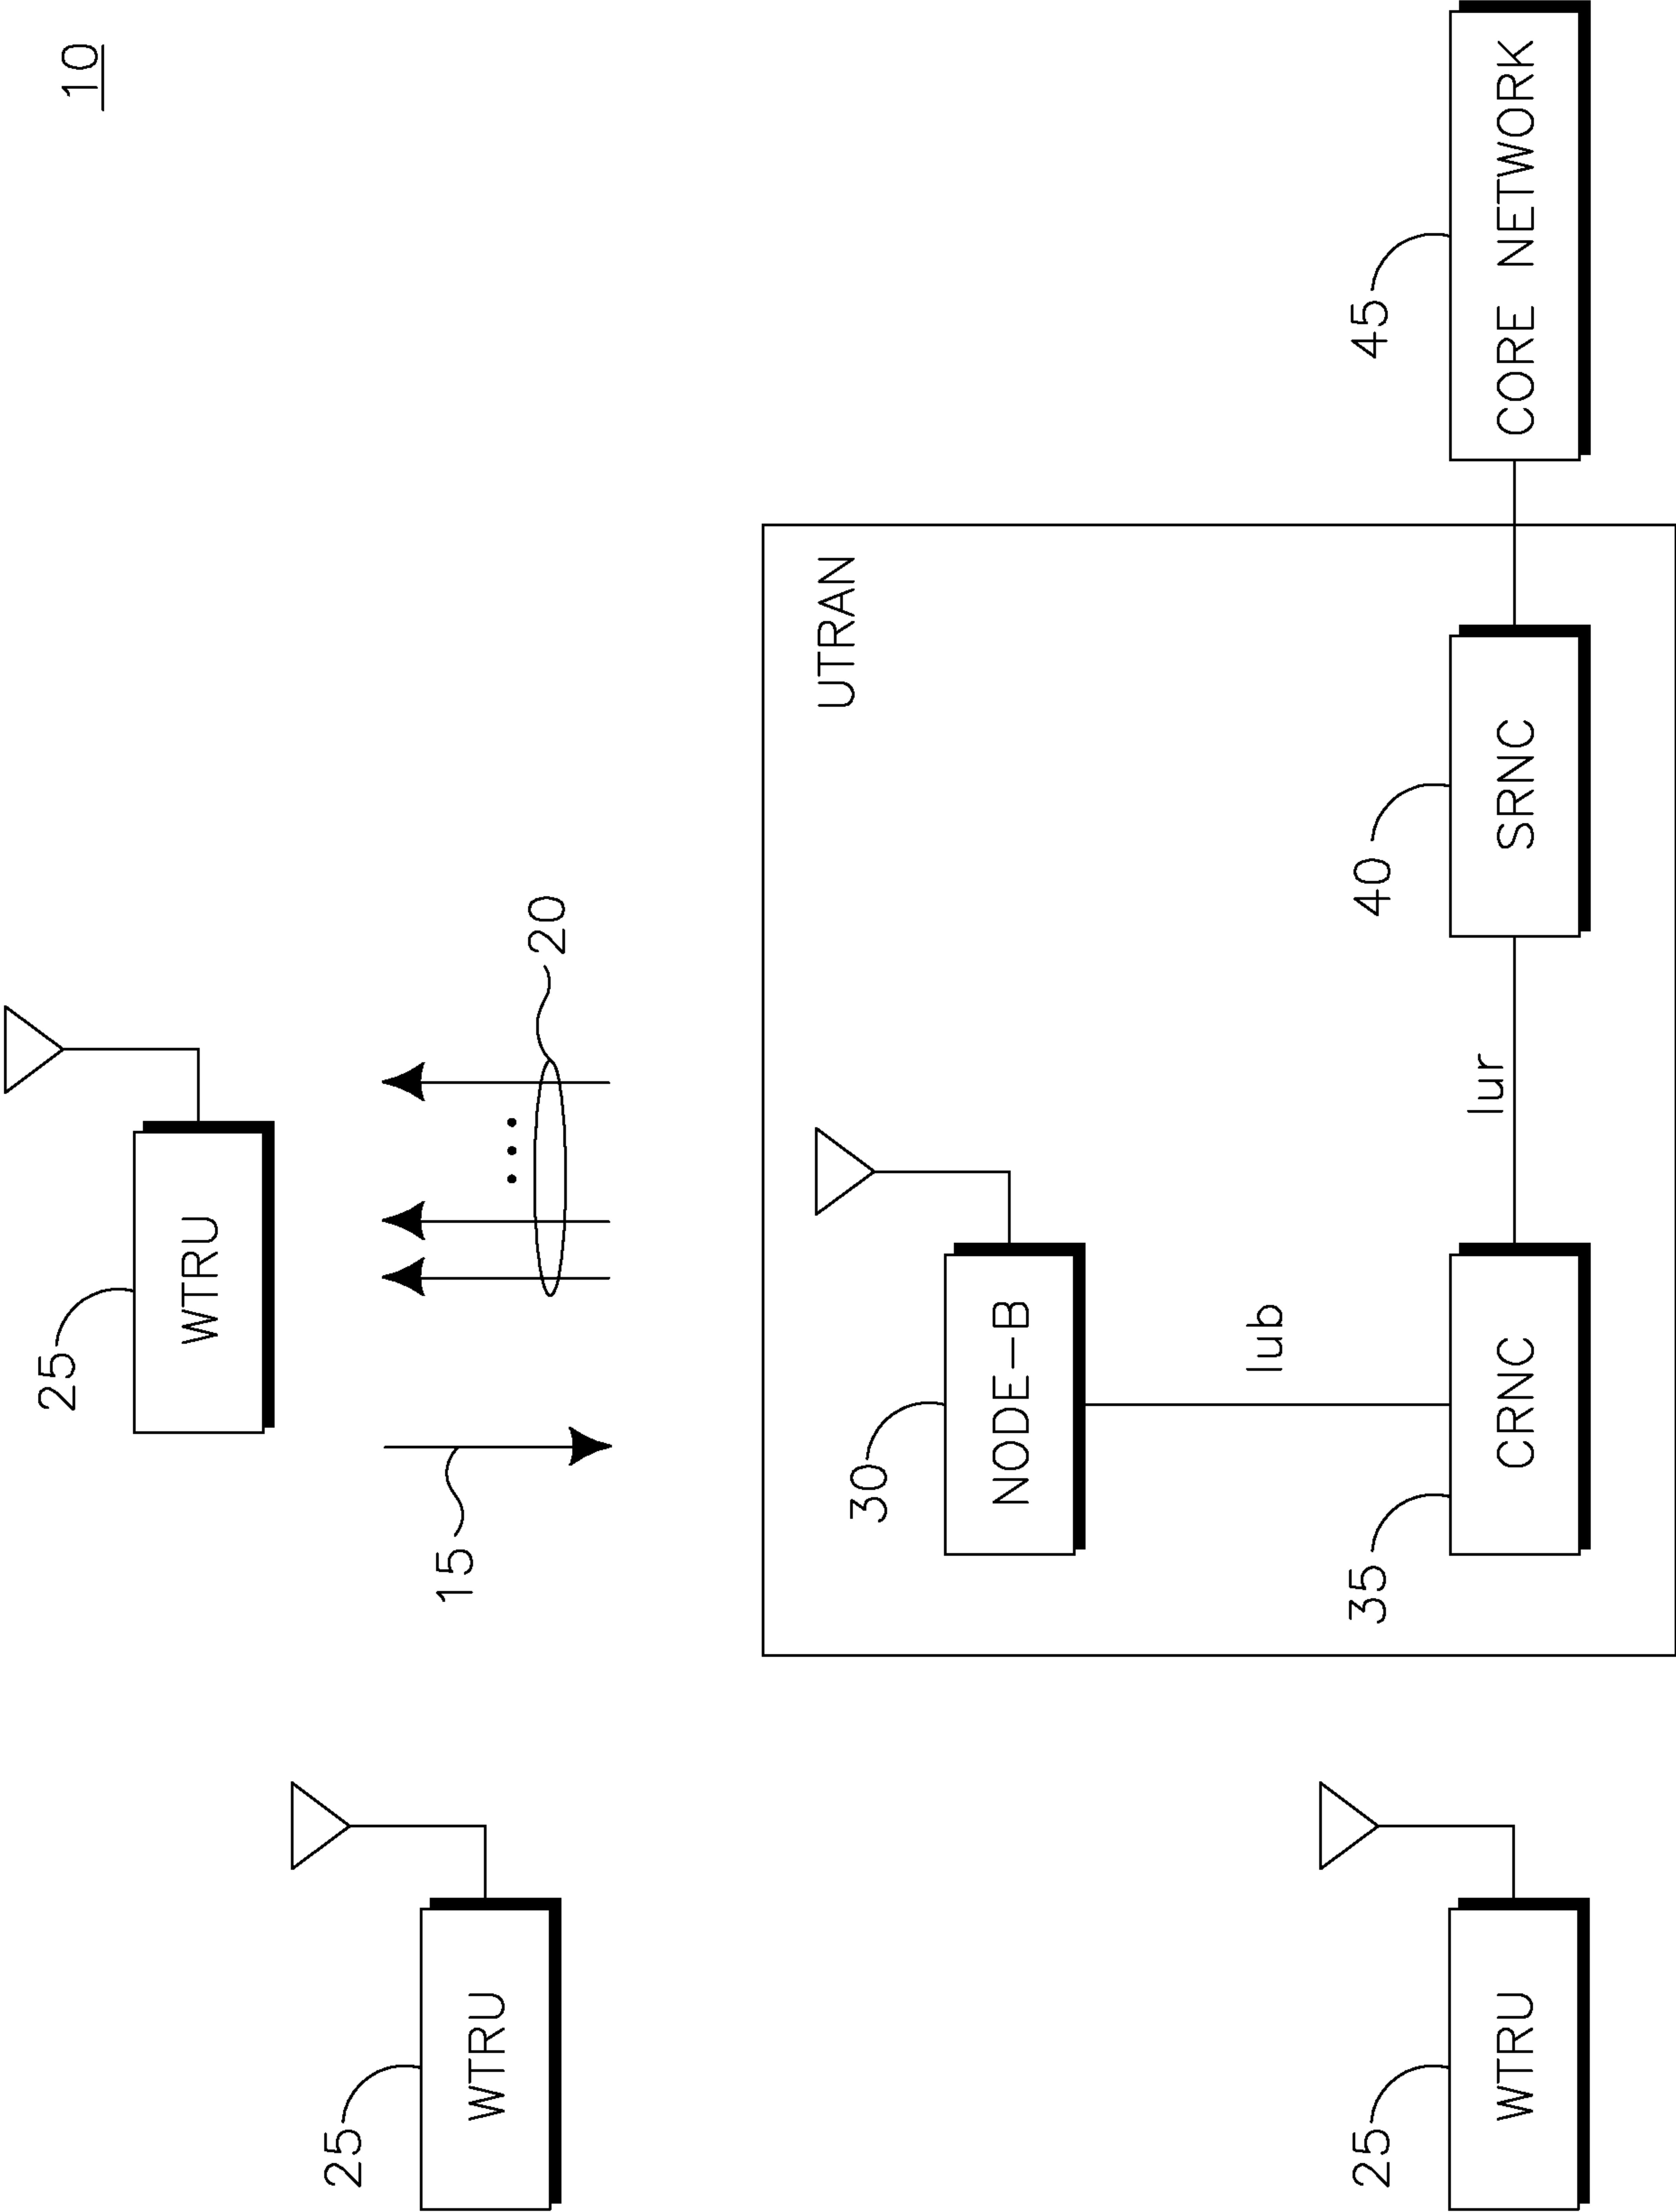 10
25
WTRU
25
15
20
WTRU
UTRAN
30
NODE-B
Iub
25
35
40
45
Iur
WTRU
CRNC
SRNC
CORE NETWORK